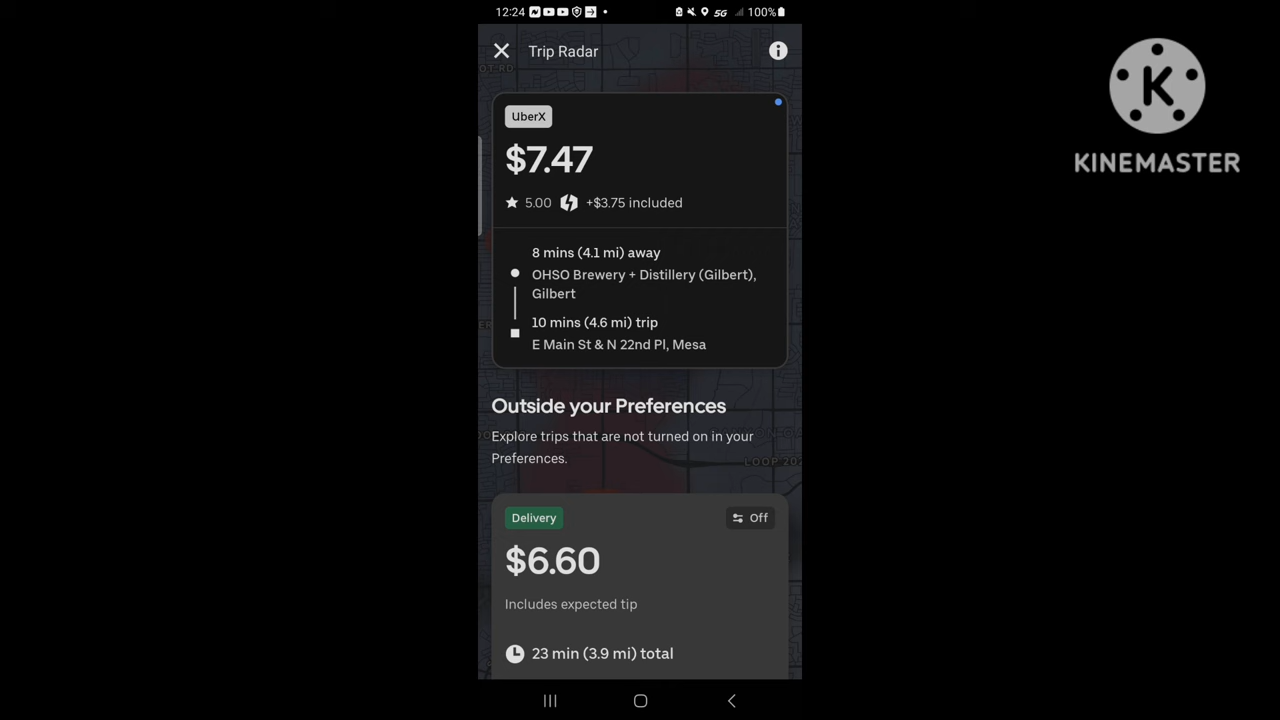 12:24
5G
100%
Trip Radar
UberX
$7.47
5.00 +$3.75 included
8 mins (4.1 mi) away
OHSO Brewery + Distillery (Gilbert),
Gilbert
10 mins (4.6 mi) trip
E Main St & N 22nd Pl, Mesa
Outside your Preferences
Explore trips that are not turned on in your
Preferences.
LOOP 202
Delivery
Off
$6.60
Includes expected tip
23 min (3.9 mi) total
K
KINEMASTER